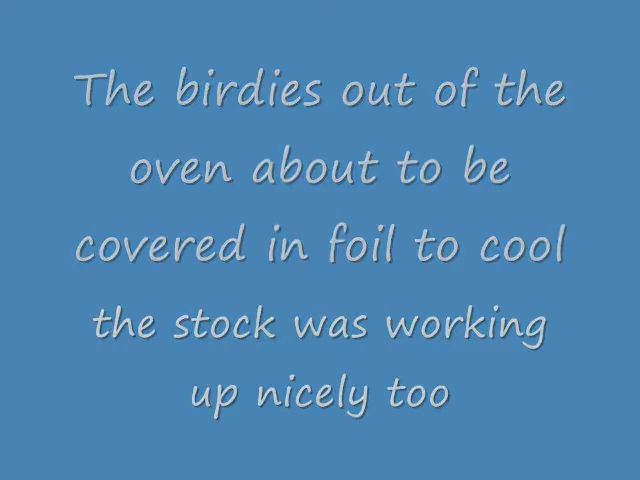 The birdies out of the
oven about to be
covered in foil to cool
the stock was working
up nicely too